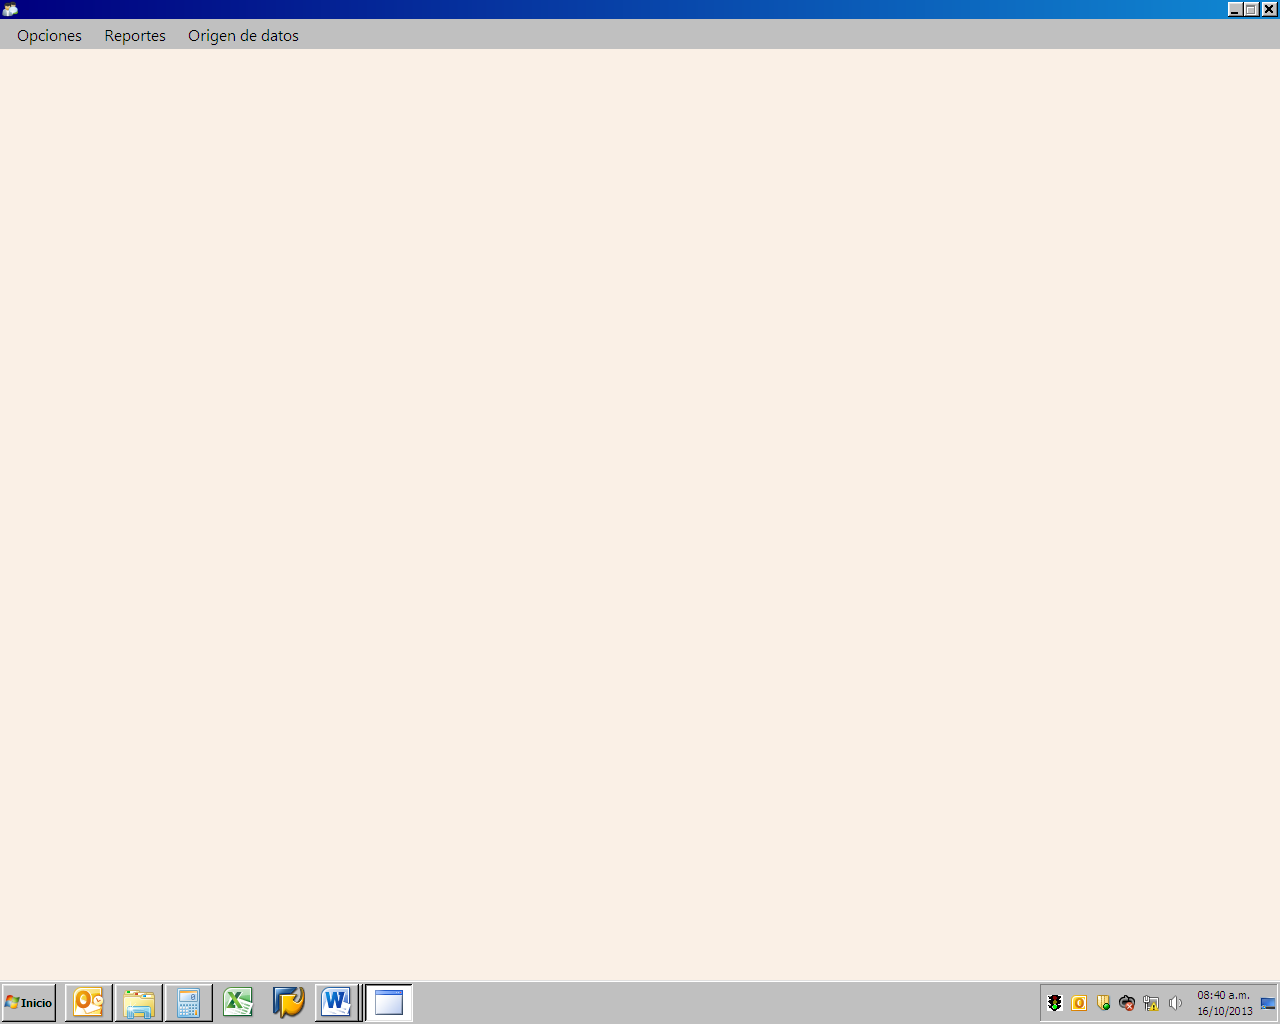 Opciones Reportes Origen de datos
Inicio
08:40 a.m.
16/10/2013